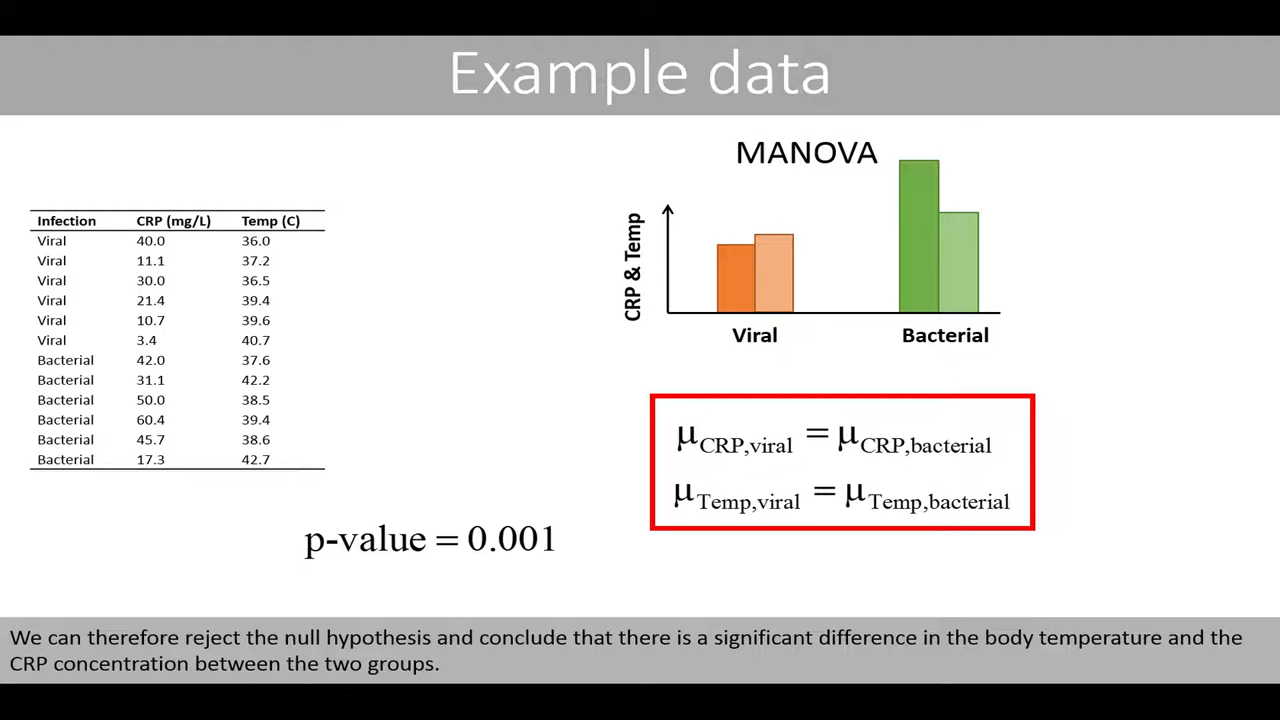 Example data
Infection CRP (mg/L) Temp (C)
Viral 40.0 36.0
Viral 11.1 37.2
Viral 30.0 36.5
Viral 21.4 39.4
Viral 10.7 39.6
Viral 3.4 40.7
Bacterial 42.0 37.6
Bacterial 31.1 42.2
Bacterial 50.0 38.5
Bacterial 60.4 39.4
Bacterial 45.7 38.6
Bacterial 17.3 42.7
MANOVA
CRP & Temp
Viral Bacterial
μCRP,viral = μCRP,bacterial
μTemp,viral = μTemp,bacterial
p-value = 0.001
We can therefore reject the null hypothesis and conclude that there is a significant difference in the body temperature and the
CRP concentration between the two groups.